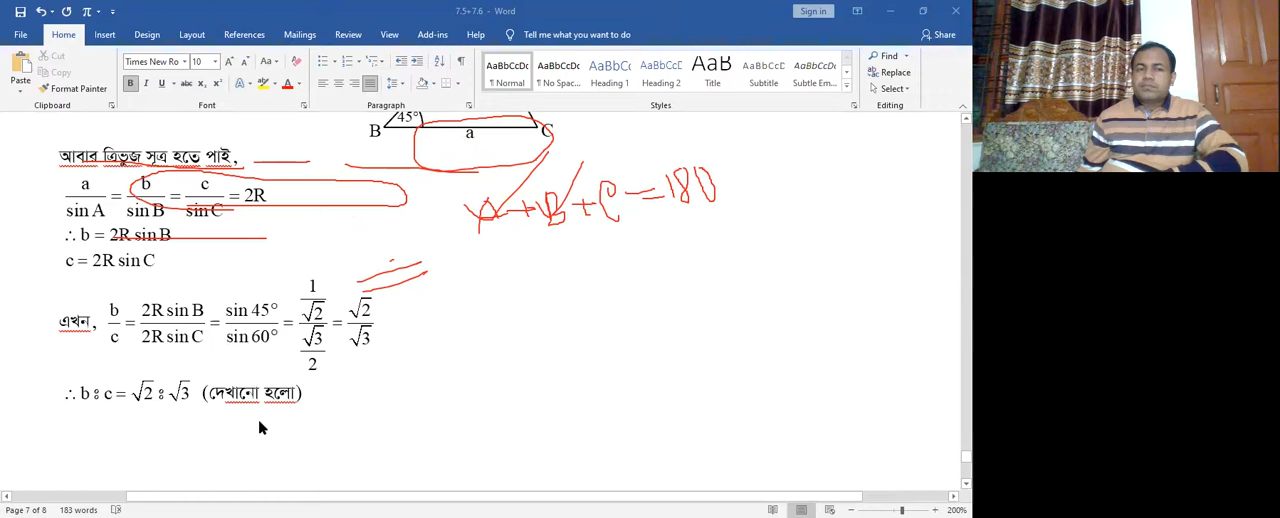 7.5+7.6 - Word
Sign in
File Home Insert Design Layout References Mailings Review View Add-ins Tell me what you want to do Share
Paste Cut Copy Format Painter
Times New Ro 10 Aa
AaBbCcDc AaBbCcDc AaBbCc AaBbCcC AaB AaBbCcC AaBbCcDc
¶ Normal ¶ No Spac... Heading 1 Heading 2 Title Subtitle Subtle Em...
Find Replace Select
Clipboard Font Paragraph Styles Editing
45°
B a C
আবার ত্রিভুজ সূত্র হতে পাই,
a/sin A = b/sin B = c/sin C = 2R
A + B + C = 180
∴ b = 2R sin B
c = 2R sin C
এখন, b/c = 2R sin B/2R sin C = sin 45°/sin 60° = (1/√2)/(√3/2) = √2/√3
∴ b ঃ c = √2 ঃ √3 (দেখানো হলো)
Page 7 of 8 183 words 200%